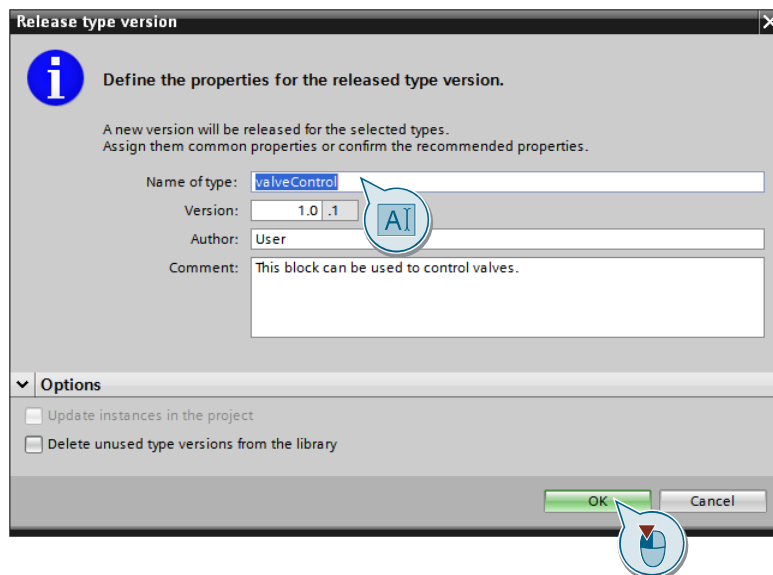 Release type version
Define the properties for the released type version.
A new version will be released for the selected types.
Assign them common properties or confirm the recommended properties.
Name of type: valveControl
Version: 1.0 .1
AI
Author: User
Comment: This block can be used to control valves.
Options
Update instances in the project
Delete unused type versions from the library
OK Cancel